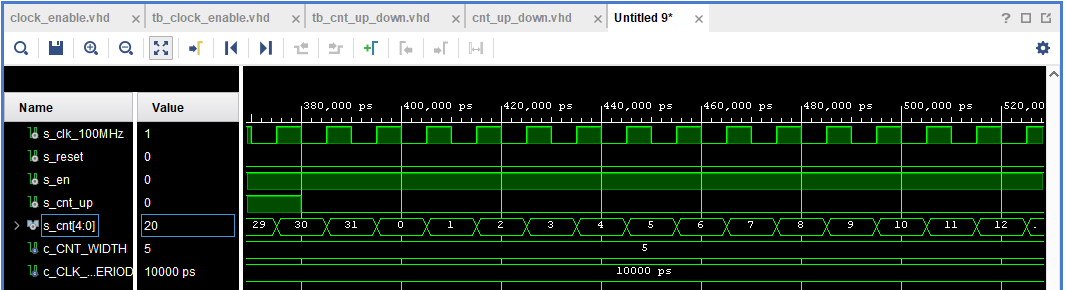 clock_enable.vhd × tb_clock_enable.vhd × tb_cnt_up_down.vhd × cnt_up_down.vhd × Untitled 9* × ?
Name Value
380,000 ps 400,000 ps 420,000 ps 440,000 ps 460,000 ps 480,000 ps 500,000 ps 520,00
s_clk_100MHz 1
s_reset 0
s_en 0
s_cnt_up 0
s_cnt[4:0] 20 29 30 31 0 1 2 3 4 5 6 7 8 9 10 11 12 .
c_CNT_WIDTH 5 5
c_CLK_...ERIOD 10000 ps 10000 ps